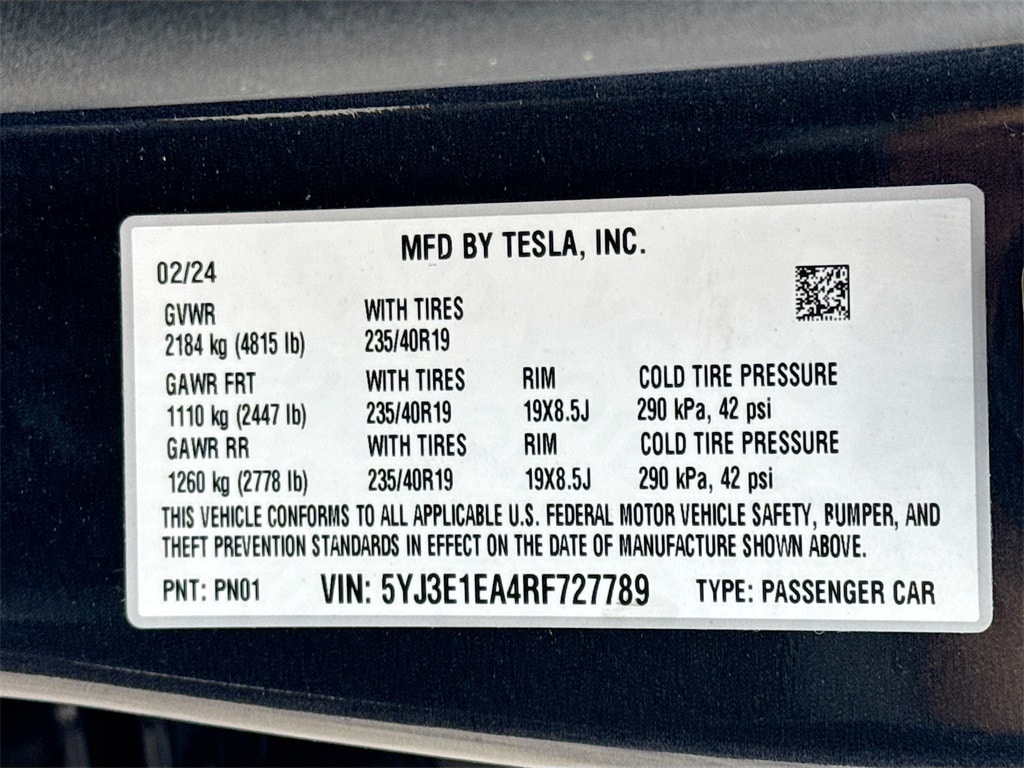 MFD BY TESLA, INC.
02/24
GVWR WITH TIRES
2184 kg (4815 lb) 235/40R19
GAWR FRT WITH TIRES RIM COLD TIRE PRESSURE
1110 kg (2447 lb) 235/40R19 19X8.5J 290 kPa, 42 psi
GAWR RR WITH TIRES RIM COLD TIRE PRESSURE
1260 kg (2778 lb) 235/40R19 19X8.5J 290 kPa, 42 psi
THIS VEHICLE CONFORMS TO ALL APPLICABLE U.S. FEDERAL MOTOR VEHICLE SAFETY, BUMPER, AND
THEFT PREVENTION STANDARDS IN EFFECT ON THE DATE OF MANUFACTURE SHOWN ABOVE.
PNT: PN01 VIN: 5YJ3E1EA4RF727789 TYPE: PASSENGER CAR